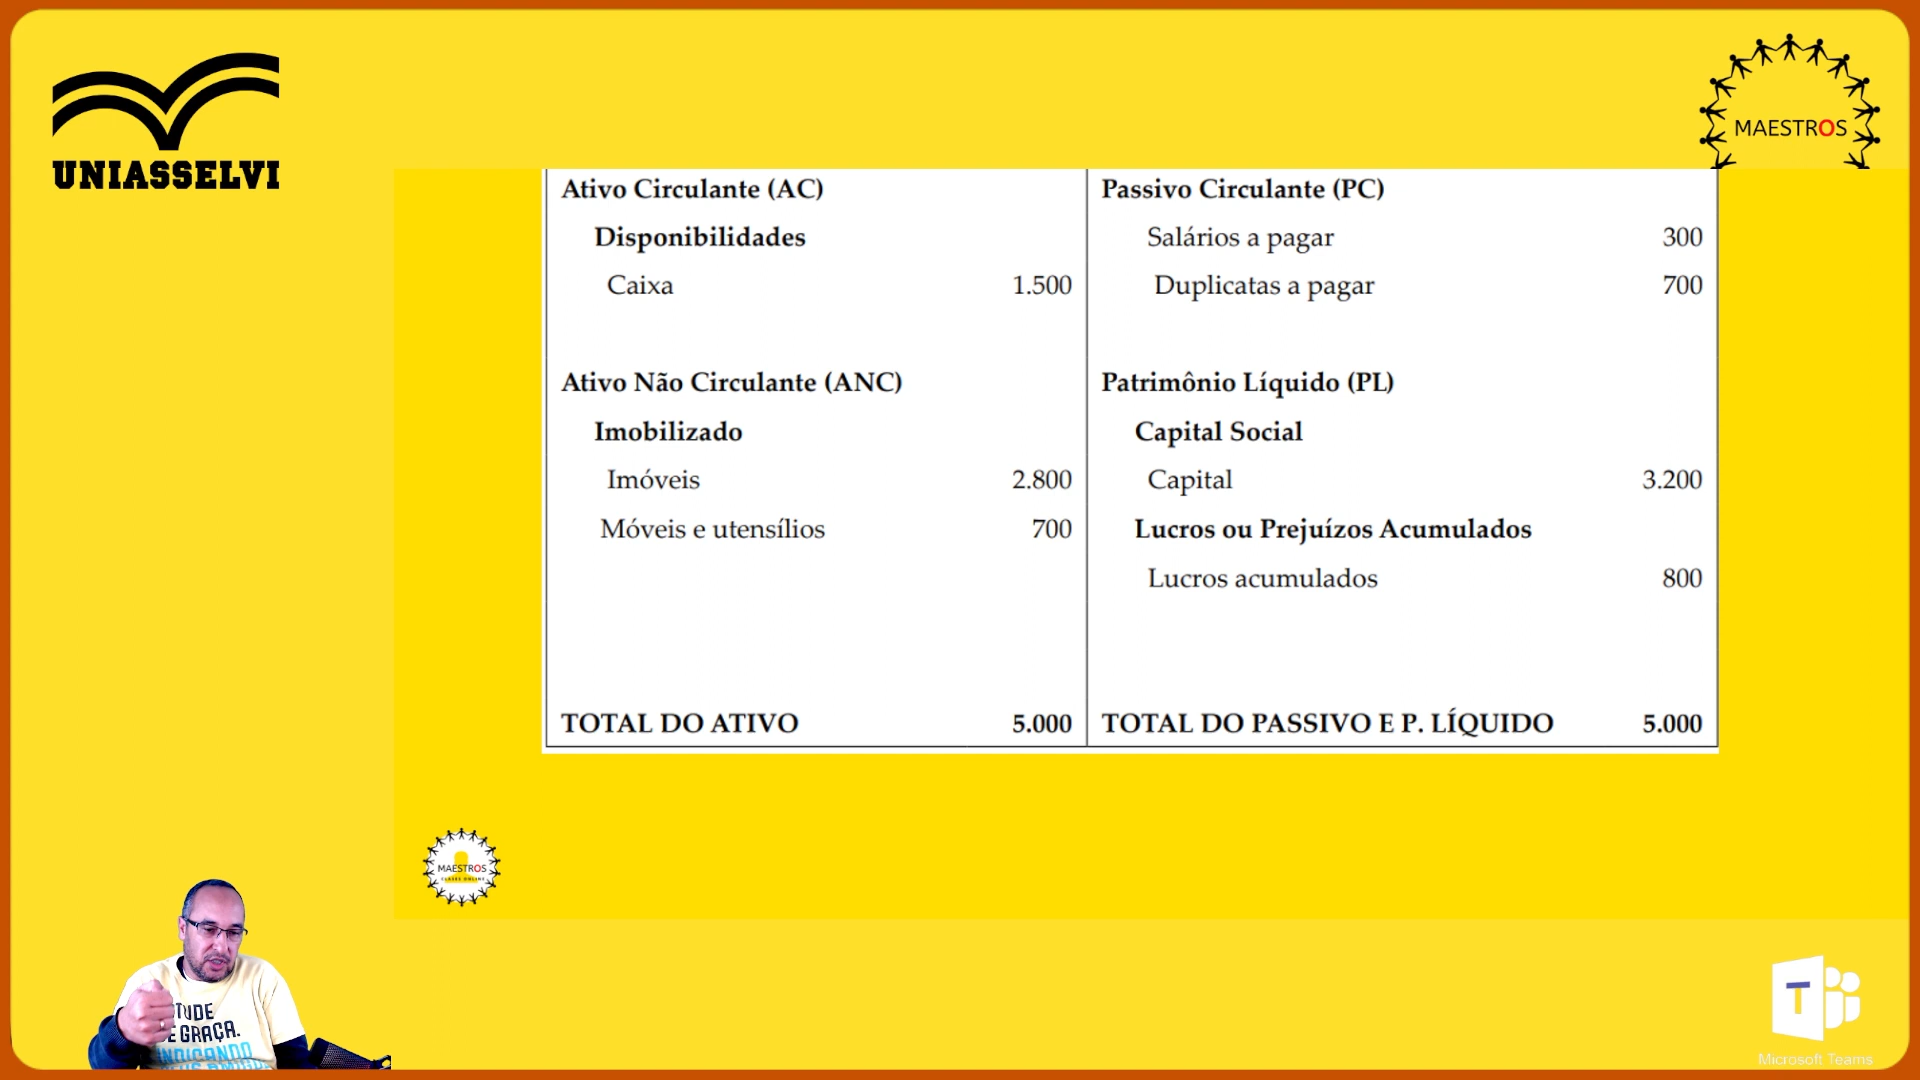 UNIASSELVI
MAESTROS
Ativo Circulante (AC)
Disponibilidades
Caixa 1.500
Ativo Não Circulante (ANC)
Imobilizado
Imóveis 2.800
Móveis e utensílios 700
TOTAL DO ATIVO 5.000
Passivo Circulante (PC)
Salários a pagar 300
Duplicatas a pagar 700
Patrimônio Líquido (PL)
Capital Social
Capital 3.200
Lucros ou Prejuízos Acumulados
Lucros acumulados 800
TOTAL DO PASSIVO E P. LÍQUIDO 5.000
MAESTROS
TUDE
E GRAÇA.
INDICANDO
T
Microsoft Teams